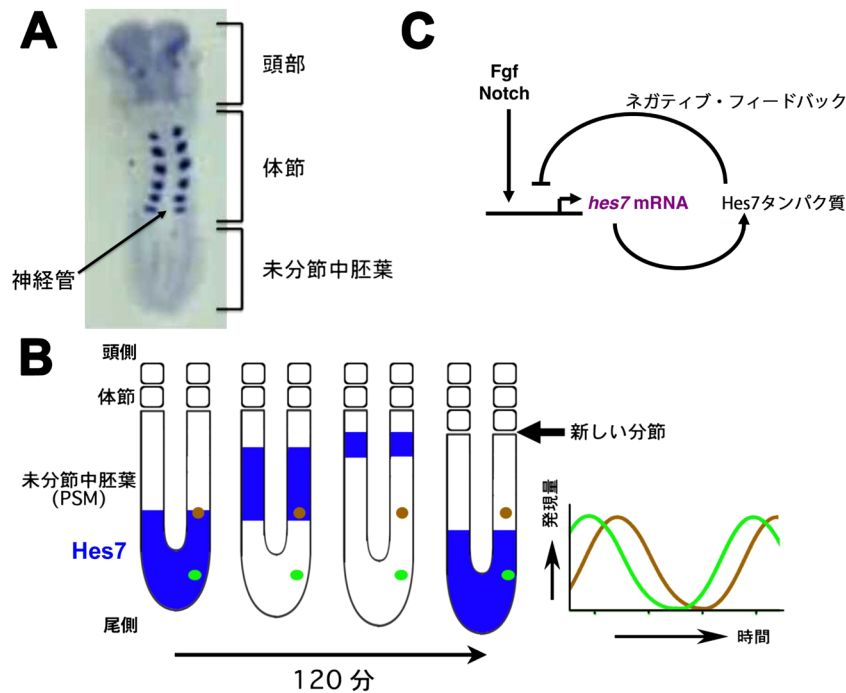 A
頭部
体節
神経管
未分節中胚葉
C
Fgf
Notch
ネガティブ・フィードバック
hes7 mRNA
Hes7タンパク質
B
頭側
体節
新しい分節
未分節中胚葉
(PSM)
Hes7
尾側
120 分
発現量
時間